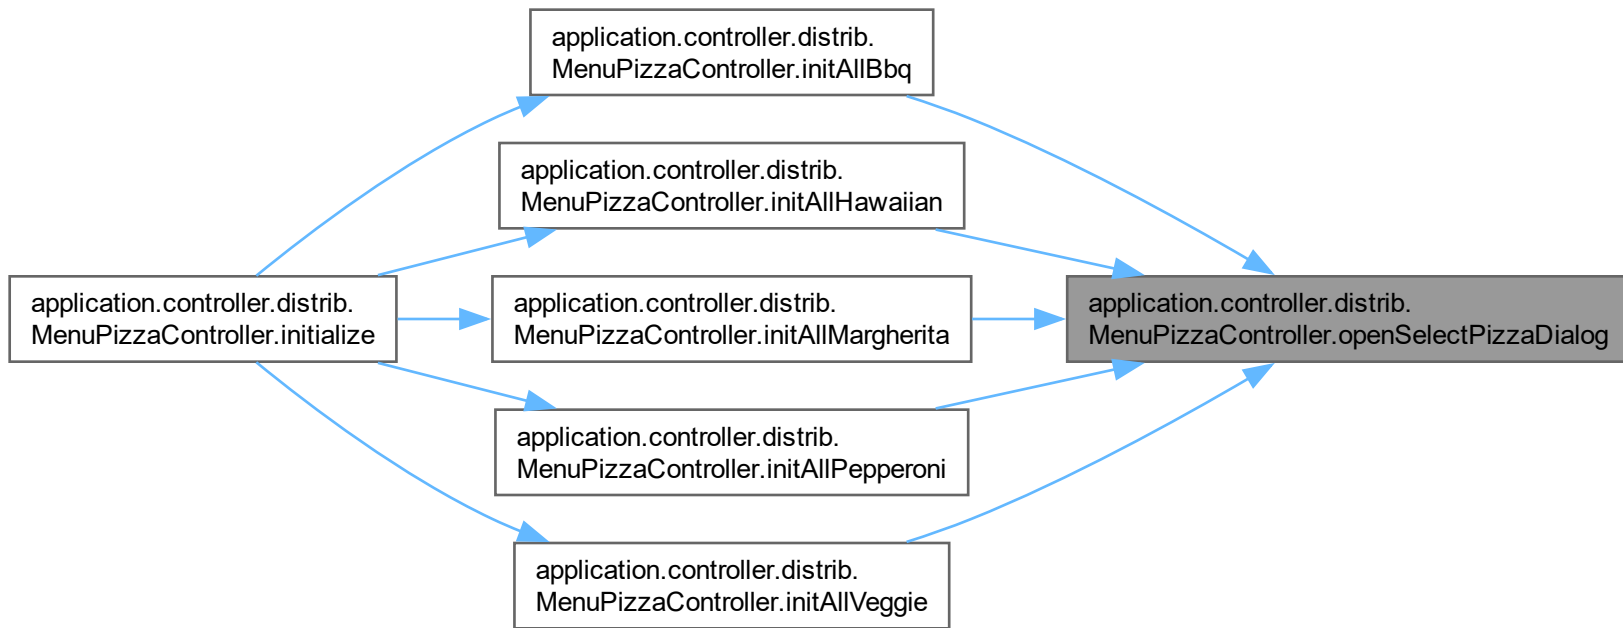 application.controller.distrib.
MenuPizzaController.initAllBbq
application.controller.distrib.
MenuPizzaController.initAllHawaiian
application.controller.distrib.
MenuPizzaController.initialize
application.controller.distrib.
MenuPizzaController.initAllMargherita
application.controller.distrib.
MenuPizzaController.openSelectPizzaDialog
application.controller.distrib.
MenuPizzaController.initAllPepperoni
application.controller.distrib.
MenuPizzaController.initAllVeggie